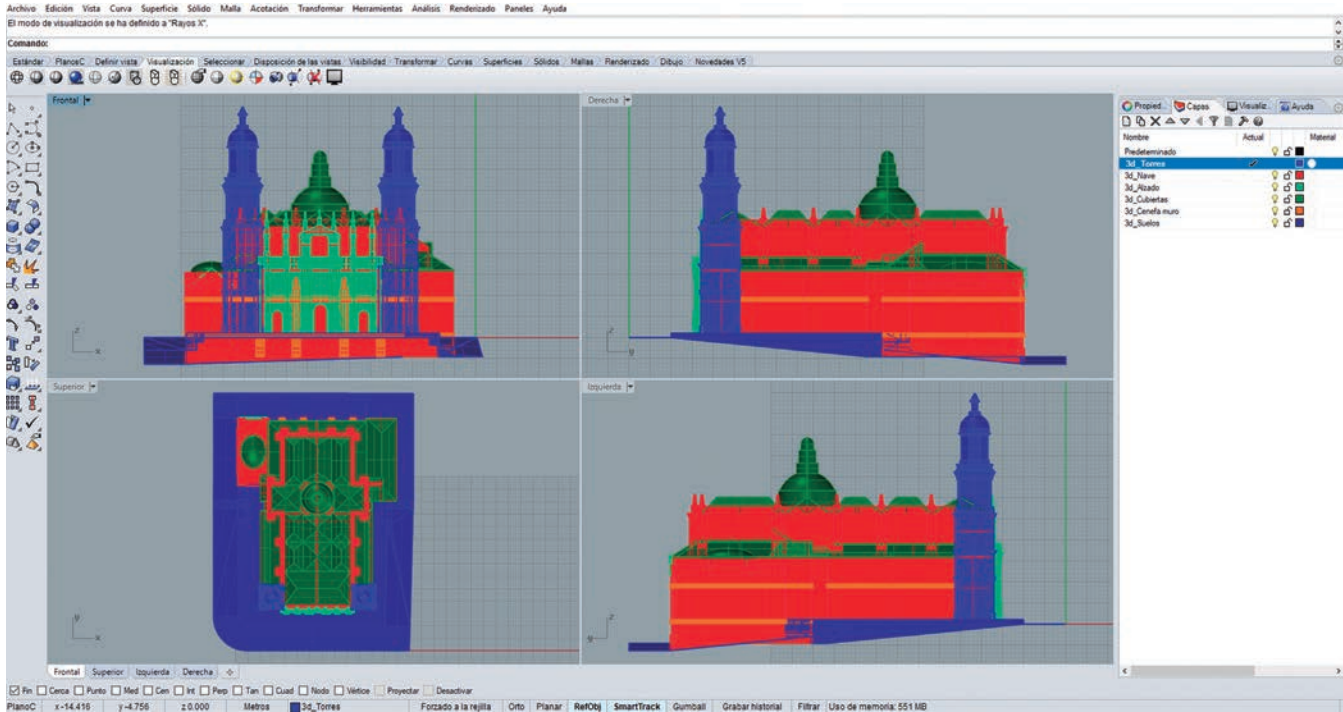 Archivo Edición Vista Curva Superficie Sólido Malla Acotación Transformar Herramientas Análisis Renderizado Paneles Ayuda
El modo de visualización se ha definido a "Rayos X".
Comando:
Estándar PlanosC Definir vista Visualización Seleccionar Disposición de las vistas Visibilidad Transformar Curvas Superficies Sólidos Mallas Renderizado Dibujo Novedades V5
Frontal
Derecha
Propied... Capas Visualiz... Ayuda
Nombre Actual Material
Predeterminado
3d_Torres
3d_Nave
3d_Alzado
3d_Cubiertas
3d_Cenefa muro
3d_Suelos
z
x
z
y
Superior
Izquierda
y
x
z
y
Frontal Superior Izquierda Derecha
Fin Cerca Punto Med Cen Int Perp Tan Cuad Nodo Vértice Proyectar Desactivar
PlanoC x -14.416 y -4.756 z 0.000 Metros 3d_Torres Forzado a la rejilla Orto Planar RefObj SmartTrack Gumball Grabar historial Filtrar Uso de memoria: 551 MB